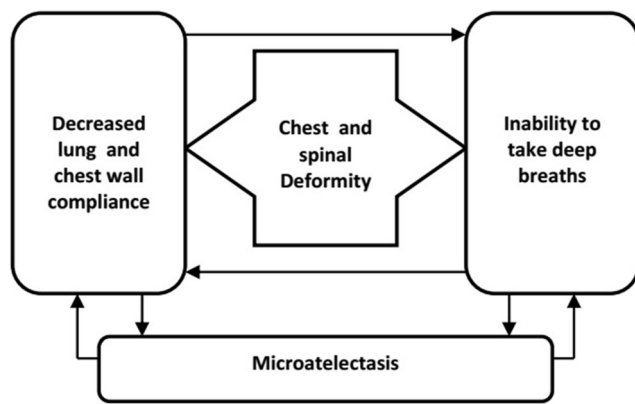 Decreased
lung and
chest wall
compliance
Chest and
spinal
Deformity
Inability to
take deep
breaths
Microatelectasis